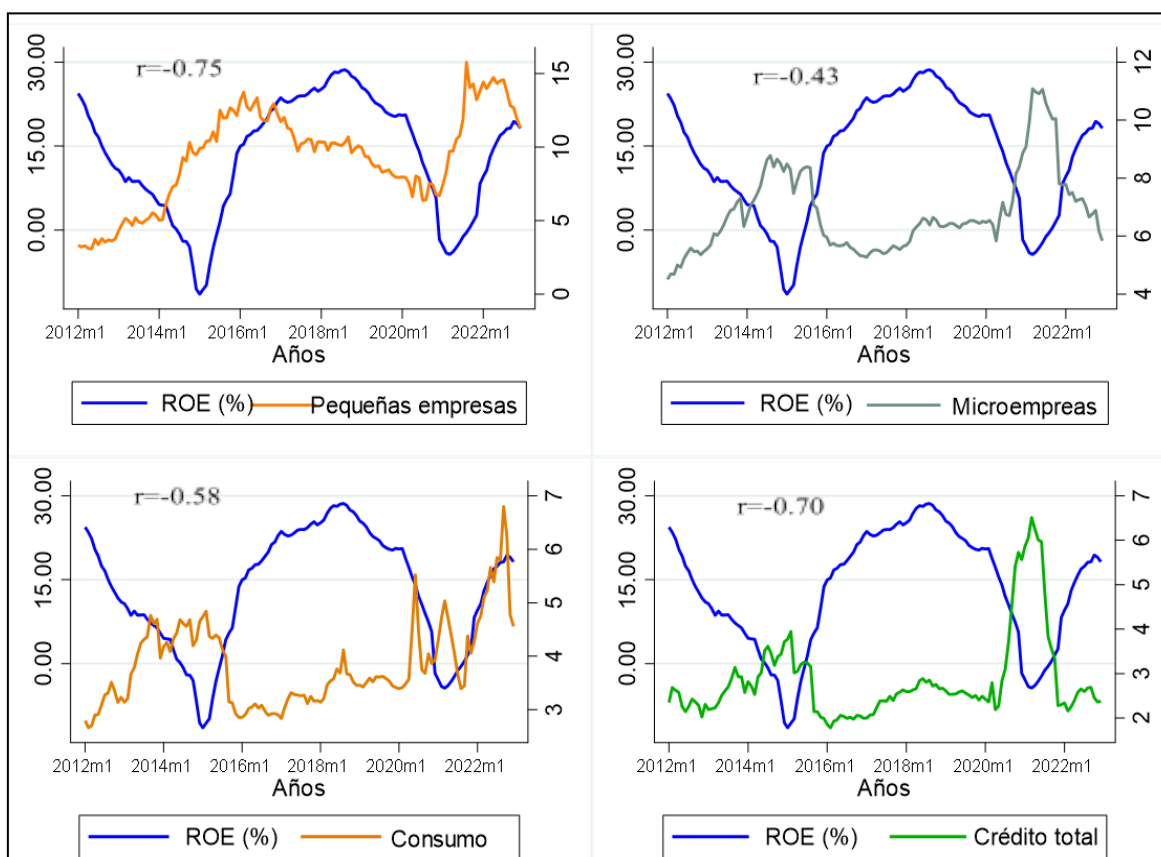 r=-0.75
30.00
15.00
0.00
15
10
5
0
2012m1 2014m1 2016m1 2018m1 2020m1 2022m1
Años
ROE (%) Pequeñas empresas
r=-0.43
30.00
15.00
0.00
12
10
8
6
4
2012m1 2014m1 2016m1 2018m1 2020m1 2022m1
Años
ROE (%) Microempreas
r=-0.58
30.00
15.00
0.00
7
6
5
4
3
2012m1 2014m1 2016m1 2018m1 2020m1 2022m1
Años
ROE (%) Consumo
r=-0.70
30.00
15.00
0.00
7
6
5
4
3
2
2012m1 2014m1 2016m1 2018m1 2020m1 2022m1
Años
ROE (%) Crédito total